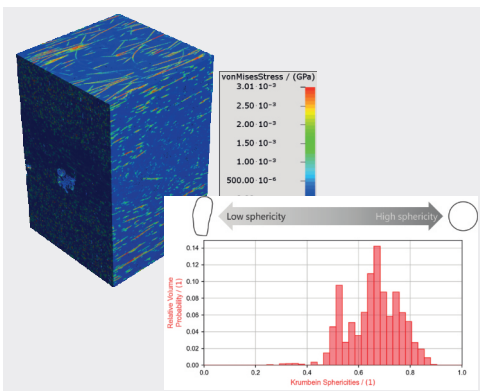 vonMisesStress / (GPa)
3.01·10⁻³
2.50·10⁻³
2.00·10⁻³
1.50·10⁻³
1.00·10⁻³
500.00·10⁻⁶
Low sphericity
High sphericity
0.14
0.12
0.10
0.08
0.06
0.04
0.02
0.00
Relative Volume
Probability / (1)
0.0 0.2 0.4 0.6 0.8 1.0
Krumbein Sphericities / (1)